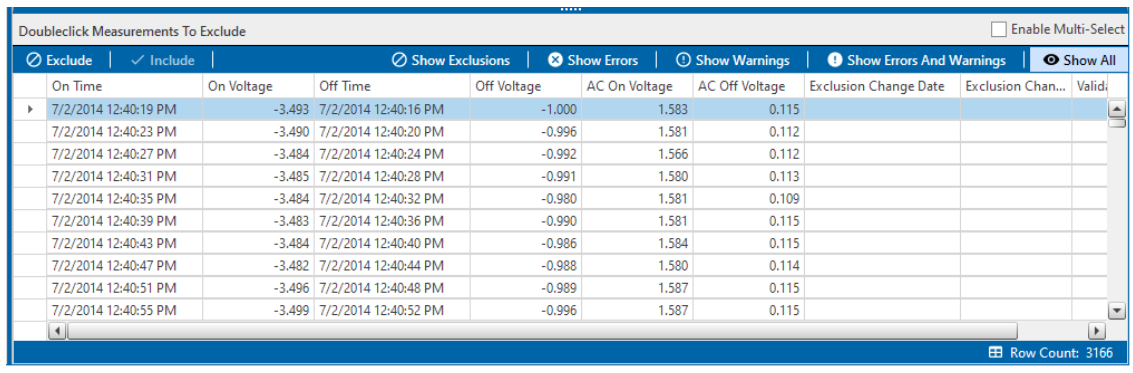 Doubleclick Measurements To Exclude Enable Multi-Select
Exclude Include Show Exclusions Show Errors Show Warnings Show Errors And Warnings Show All
On Time On Voltage Off Time Off Voltage AC On Voltage AC Off Voltage Exclusion Change Date Exclusion Chan... Valida
7/2/2014 12:40:19 PM -3.493 7/2/2014 12:40:16 PM -1.000 1.583 0.115
7/2/2014 12:40:23 PM -3.490 7/2/2014 12:40:20 PM -0.996 1.581 0.112
7/2/2014 12:40:27 PM -3.484 7/2/2014 12:40:24 PM -0.992 1.566 0.112
7/2/2014 12:40:31 PM -3.485 7/2/2014 12:40:28 PM -0.991 1.580 0.113
7/2/2014 12:40:35 PM -3.484 7/2/2014 12:40:32 PM -0.980 1.581 0.109
7/2/2014 12:40:39 PM -3.483 7/2/2014 12:40:36 PM -0.990 1.581 0.115
7/2/2014 12:40:43 PM -3.484 7/2/2014 12:40:40 PM -0.986 1.584 0.115
7/2/2014 12:40:47 PM -3.482 7/2/2014 12:40:44 PM -0.988 1.580 0.114
7/2/2014 12:40:51 PM -3.496 7/2/2014 12:40:48 PM -0.989 1.587 0.115
7/2/2014 12:40:55 PM -3.499 7/2/2014 12:40:52 PM -0.996 1.587 0.115
Row Count: 3166